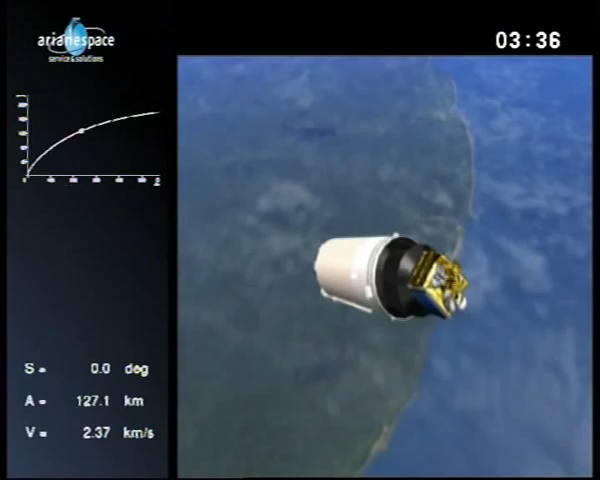 arianespace
service & solutions
03:36
S = 0.0 deg
A = 127.1 km
V = 2.37 km/s